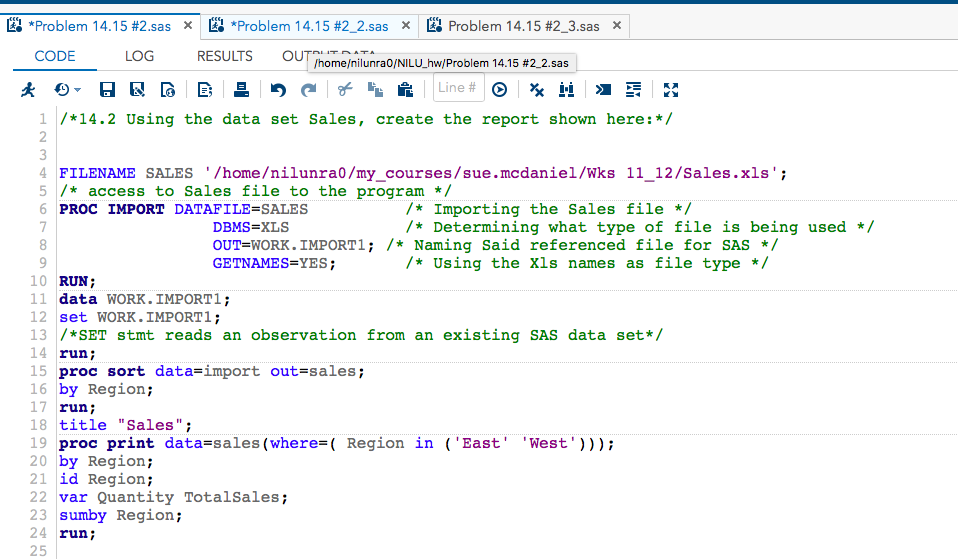 *Problem 14.15 #2.sas × *Problem 14.15 #2_2.sas × Problem 14.15 #2_3.sas ×
CODE LOG RESULTS OUTPUT DATA
/home/nilunra0/NILU_hw/Problem 14.15 #2_2.sas
Line #
1 /*14.2 Using the data set Sales, create the report shown here:*/
2
3
4 FILENAME SALES '/home/nilunra0/my_courses/sue.mcdaniel/Wks 11_12/Sales.xls';
5 /* access to Sales file to the program */
6 PROC IMPORT DATAFILE=SALES /* Importing the Sales file */
7 DBMS=XLS /* Determining what type of file is being used */
8 OUT=WORK.IMPORT1; /* Naming Said referenced file for SAS */
9 GETNAMES=YES; /* Using the Xls names as file type */
10 RUN;
11 data WORK.IMPORT1;
12 set WORK.IMPORT1;
13 /*SET stmt reads an observation from an existing SAS data set*/
14 run;
15 proc sort data=import out=sales;
16 by Region;
17 run;
18 title "Sales";
19 proc print data=sales(where=( Region in ('East' 'West')));
20 by Region;
21 id Region;
22 var Quantity TotalSales;
23 sumby Region;
24 run;
25